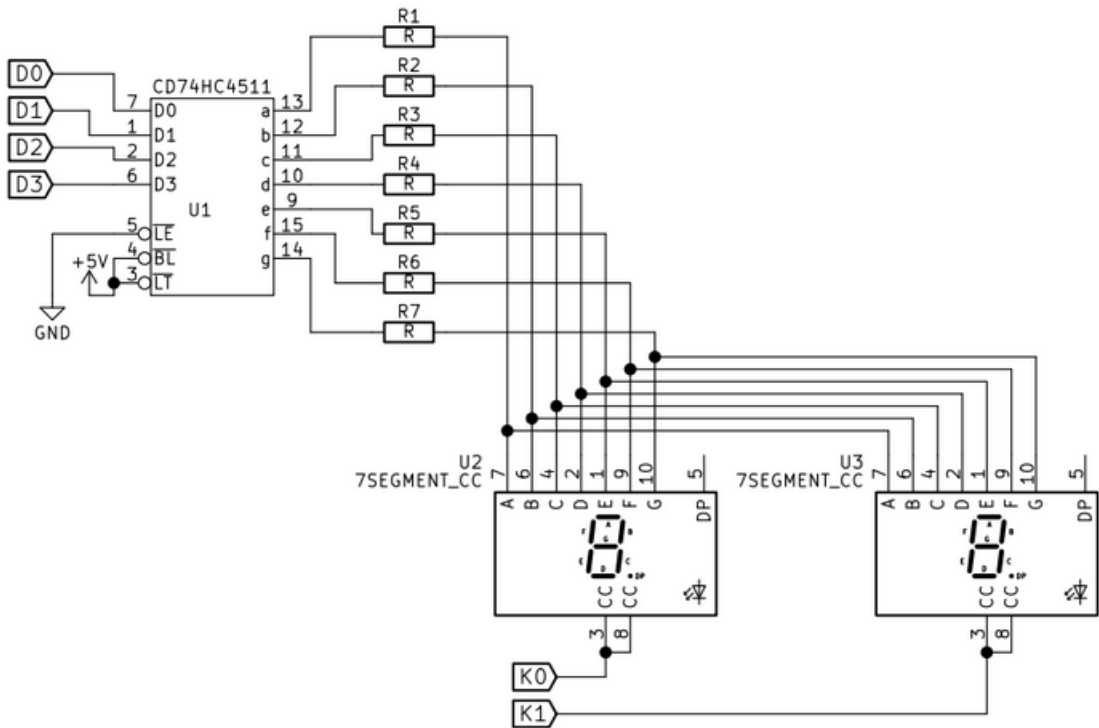 R1
R
R2
R
R3
R
R4
R
R5
R
R6
R
R7
R
D0
D1
D2
D3
CD74HC4511
7 D0 a 13
1 D1 b 12
2 D2 c 11
6 D3 d 10
U1 e 9
5 LE f 15
4 BL g 14
3 LT
+5V
GND
U2
7SEGMENT_CC
7 6 4 2 1 9 10 5
A B C D E F G DP
A
F B
G
E C
D DP
CC CC
3 8
U3
7SEGMENT_CC
7 6 4 2 1 9 10 5
A B C D E F G DP
A
F B
G
E C
D DP
CC CC
3 8
K0
K1